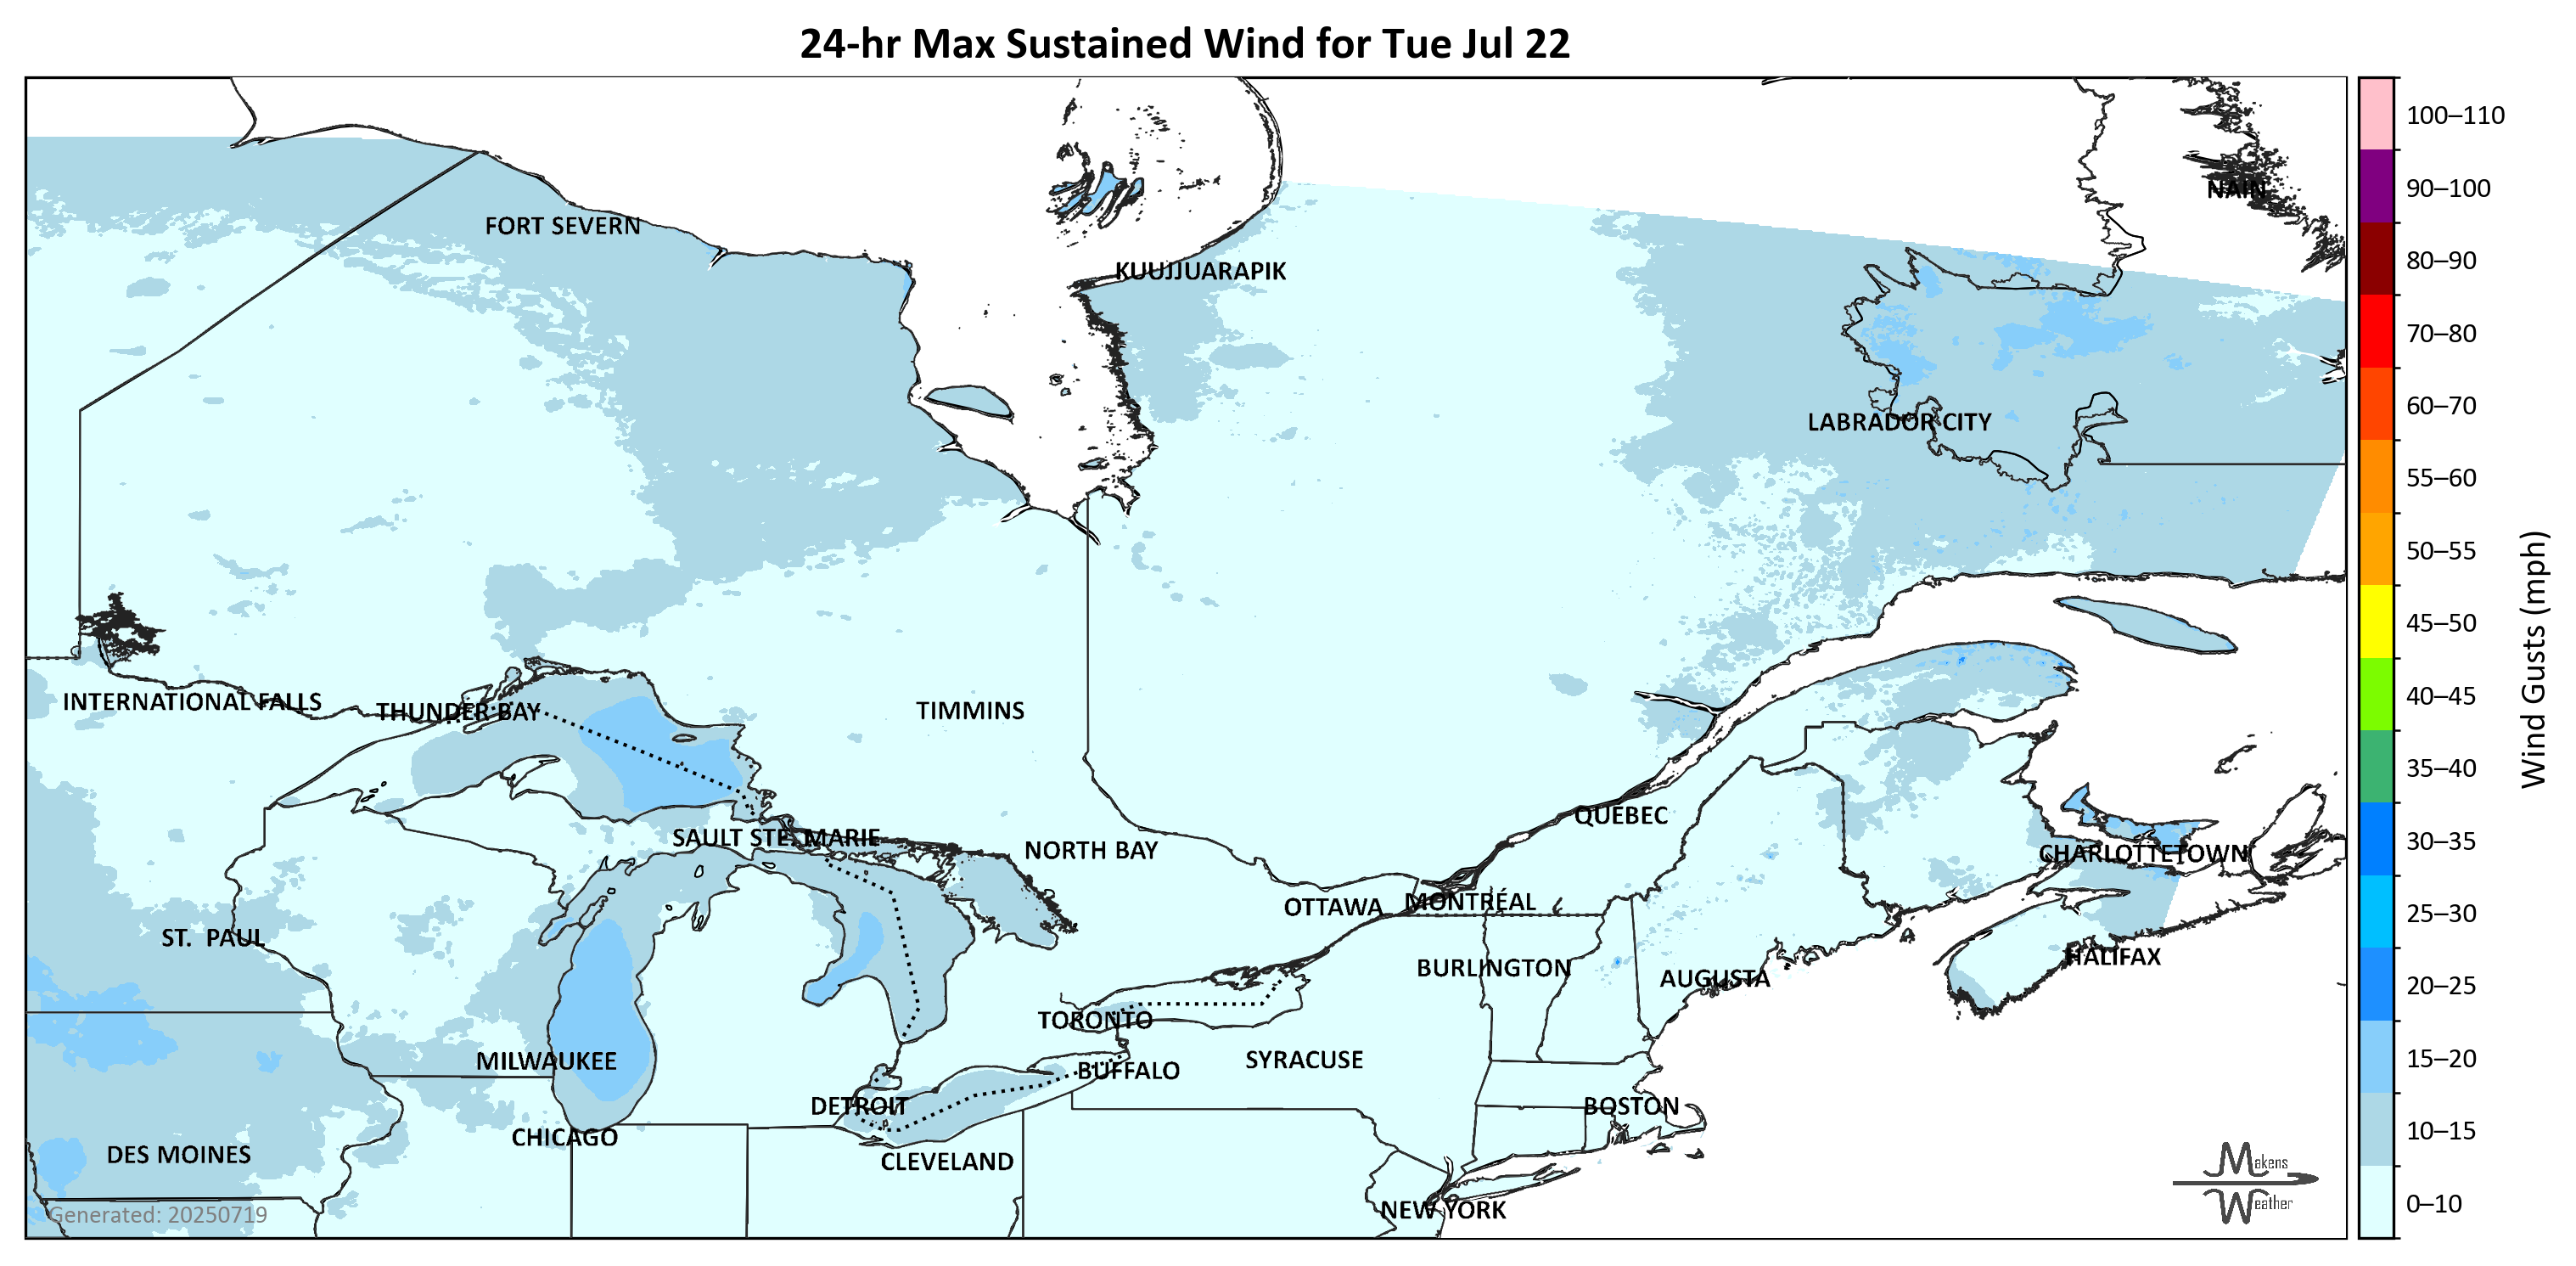 24-hr Max Sustained Wind for Tue Jul 22
100–110
90–100
NAIN
FORT SEVERN
80–90
KUUJJUARAPIK
70–80
60–70
LABRADOR CITY
55–60
50–55
45–50
Wind Gusts (mph)
40–45
INTERNATIONAL FALLS
THUNDER BAY
TIMMINS
35–40
QUEBEC
SAULT STE. MARIE
30–35
NORTH BAY
CHARLOTTETOWN
OTTAWA
MONTRÉAL
25–30
ST. PAUL
HALIFAX
BURLINGTON
AUGUSTA
20–25
TORONTO
MILWAUKEE
SYRACUSE
15–20
BUFFALO
DETROIT
BOSTON
CHICAGO
10–15
DES MOINES
CLEVELAND
Makens
Weather
0–10
NEW YORK
Generated: 20250719